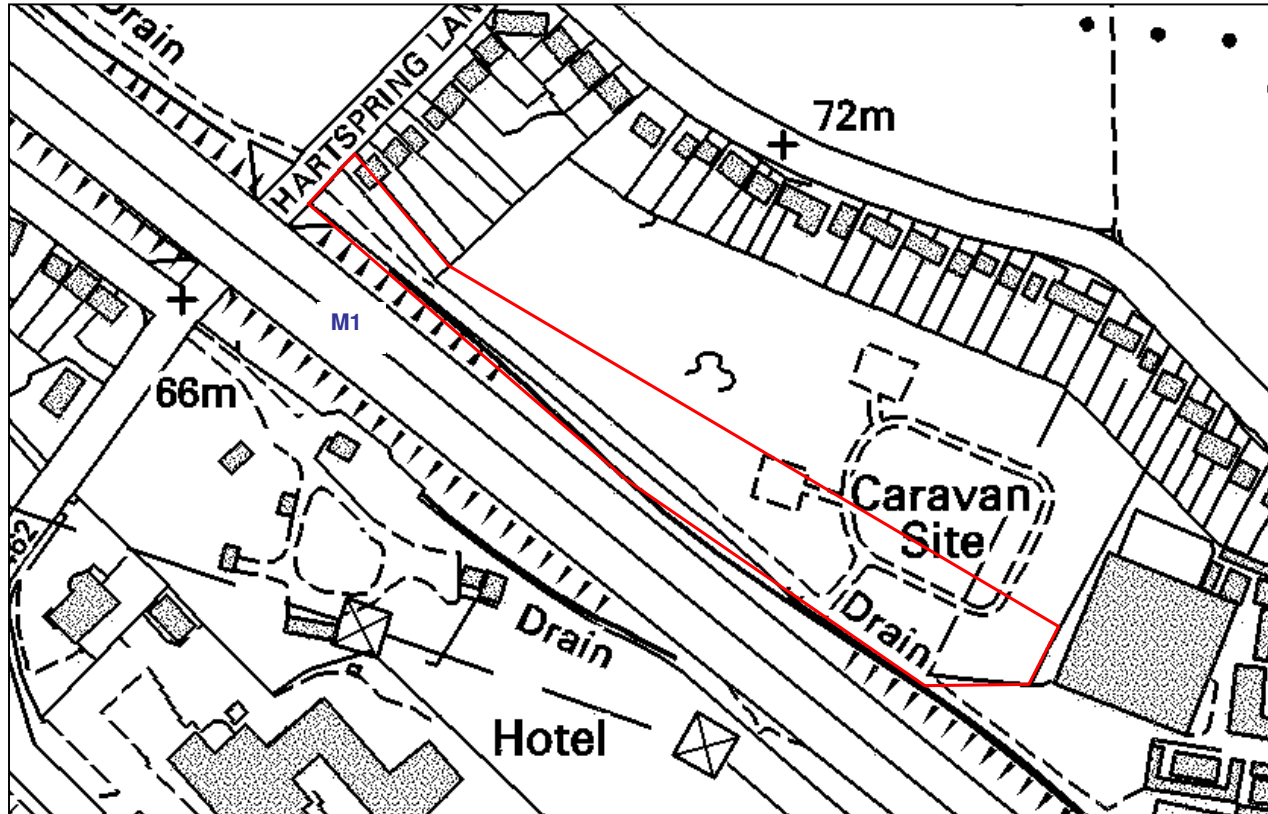 Drain
HARTSPRING LAN
72m
M1
66m
Caravan
Site
62
Drain
Drain
Hotel